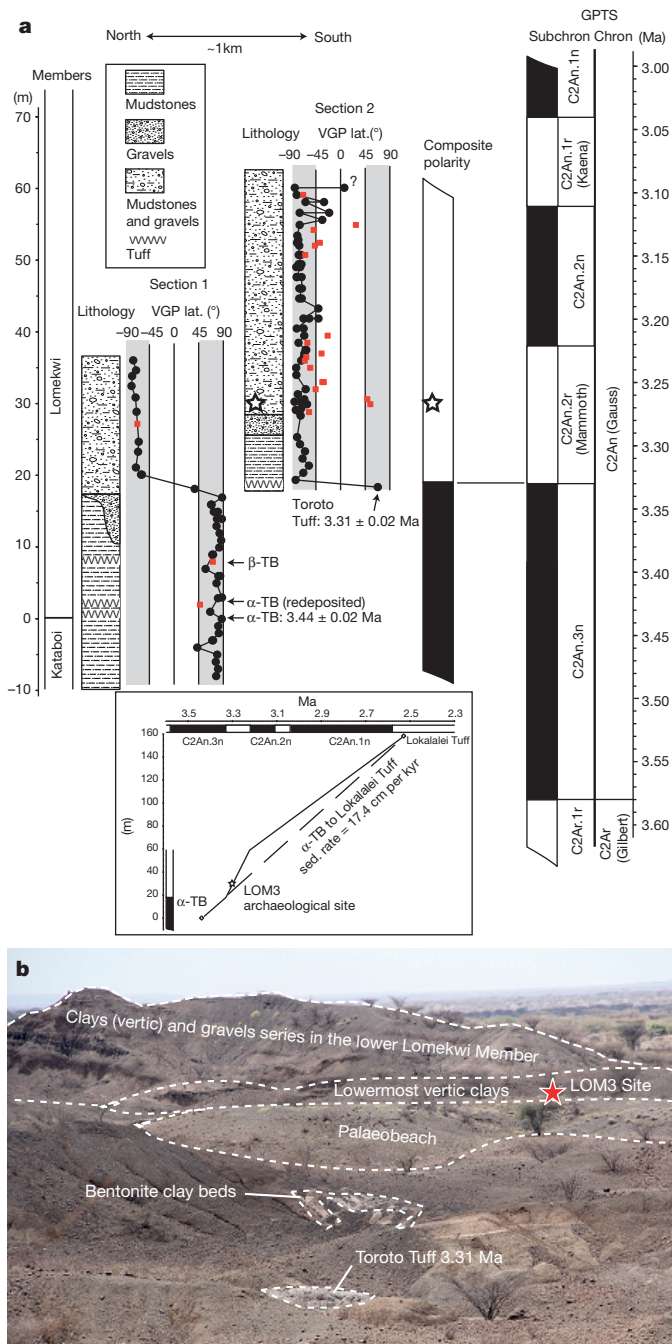 a
North
South
~1km
Members
(m)
70
60
50
40
30
20
10
0
−10
Lomekwi
Kataboi
Mudstones
Gravels
Mudstones
and gravels
Tuff
Section 1
Lithology
VGP lat. (°)
−90 −45 0 45 90
β-TB
α-TB (redeposited)
α-TB: 3.44 ± 0.02 Ma
Section 2
Lithology VGP lat.(°)
−90 −45 0 45 90
?
Toroto
Tuff: 3.31 ± 0.02 Ma
Composite
polarity
GPTS
Subchron Chron (Ma)
C2An.1n
C2An.1r
(Kaena)
C2An.2n
C2An.2r
(Mammoth)
C2An.3n
C2Ar.1r
C2An (Gauss)
C2Ar
(Gilbert)
3.00
3.05
3.10
3.15
3.20
3.25
3.30
3.35
3.40
3.45
3.50
3.55
3.60
Ma
3.5 3.3 3.1 2.9 2.7 2.5 2.3
C2An.3n C2An.2n C2An.1n
Lokalalei Tuff
(m)
160
140
120
100
80
60
40
20
0
α-TB
α-TB to Lokalalei Tuff
sed. rate = 17.4 cm per kyr
LOM3
archaeological site
b
Clays (vertic) and gravels series in the lower Lomekwi Member
Lowermost vertic clays
LOM3 Site
Palaeobeach
Bentonite clay beds
Toroto Tuff 3.31 Ma